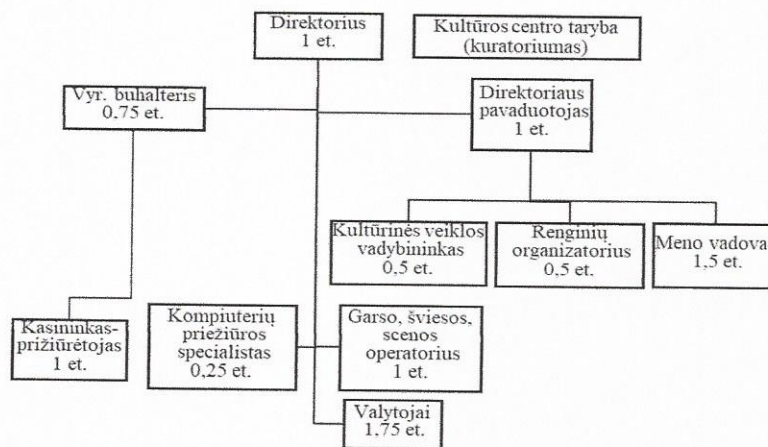 Direktorius
1 et.
Kultūros centro taryba
(kuratoriumas)
Vyr. buhalteris
0,75 et.
Direktoriaus
pavaduotojas
1 et.
Kultūrinės veiklos
vadybininkas
0,5 et.
Renginių
organizatorius
0,5 et.
Meno vadova
1,5 et.
Kasininkas-
prižiūrėtojas
1 et.
Kompiuterių
priežiūros
specialistas
0,25 et.
Garso, šviesos,
scenos
operatorius
1 et.
Valytojai
1,75 et.